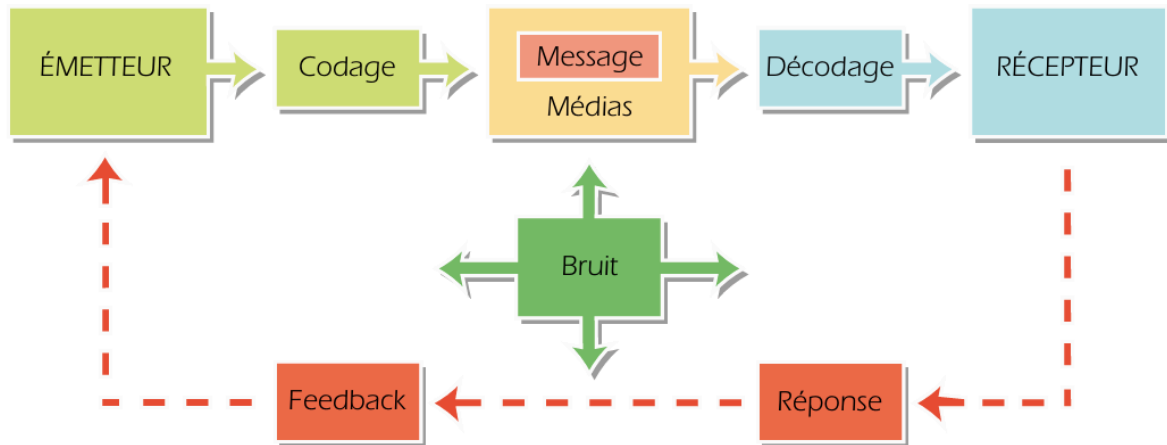 ÉMETTEUR
Codage
Message
Médias
Décodage
RÉCEPTEUR
Bruit
Feedback
Réponse